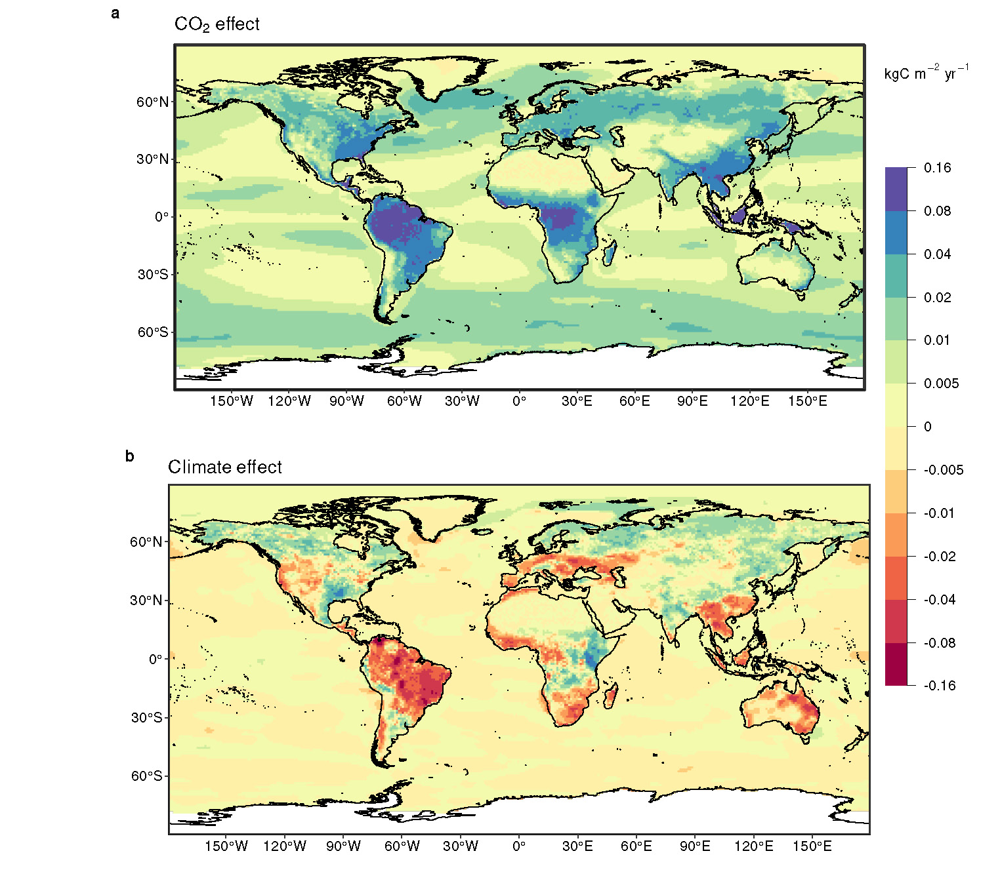 a
CO₂ effect
kgC m⁻² yr⁻¹
60°N
30°N
0°
30°S
60°S
150°W 120°W 90°W 60°W 30°W 0° 30°E 60°E 90°E 120°E 150°E
0.16
0.08
0.04
0.02
0.01
0.005
0
-0.005
-0.01
-0.02
-0.04
-0.08
-0.16
b
Climate effect
60°N
30°N
0°
30°S
60°S
150°W 120°W 90°W 60°W 30°W 0° 30°E 60°E 90°E 120°E 150°E